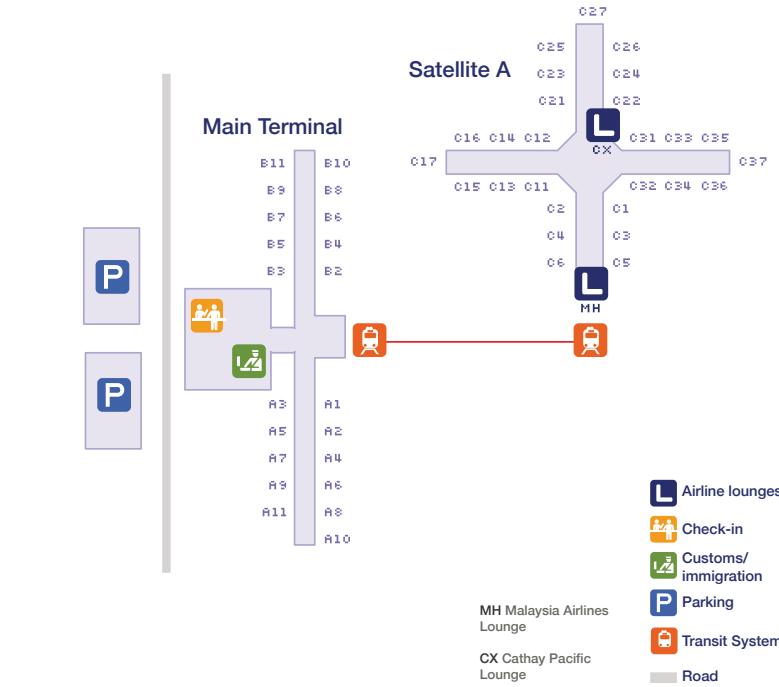 C27
C25 C26
Satellite A
C23 C24
C21 C22
L
Main Terminal
C16 C14 C12 C31 C33 C35
CX
C17 C37
C15 C13 C11 C32 C34 C36
B11 B10
B9 B8
C2 C1
B7 B6
C4 C3
B5 B4
C6 C5
B3 B2
P
L
MH
P
A3 A1
A5 A2
A7 A4
A9 A6
A11 A8
A10
L Airline lounges
Check-in
Customs/
immigration
P Parking
MH Malaysia Airlines
Lounge
Transit System
CX Cathay Pacific
Lounge
Road